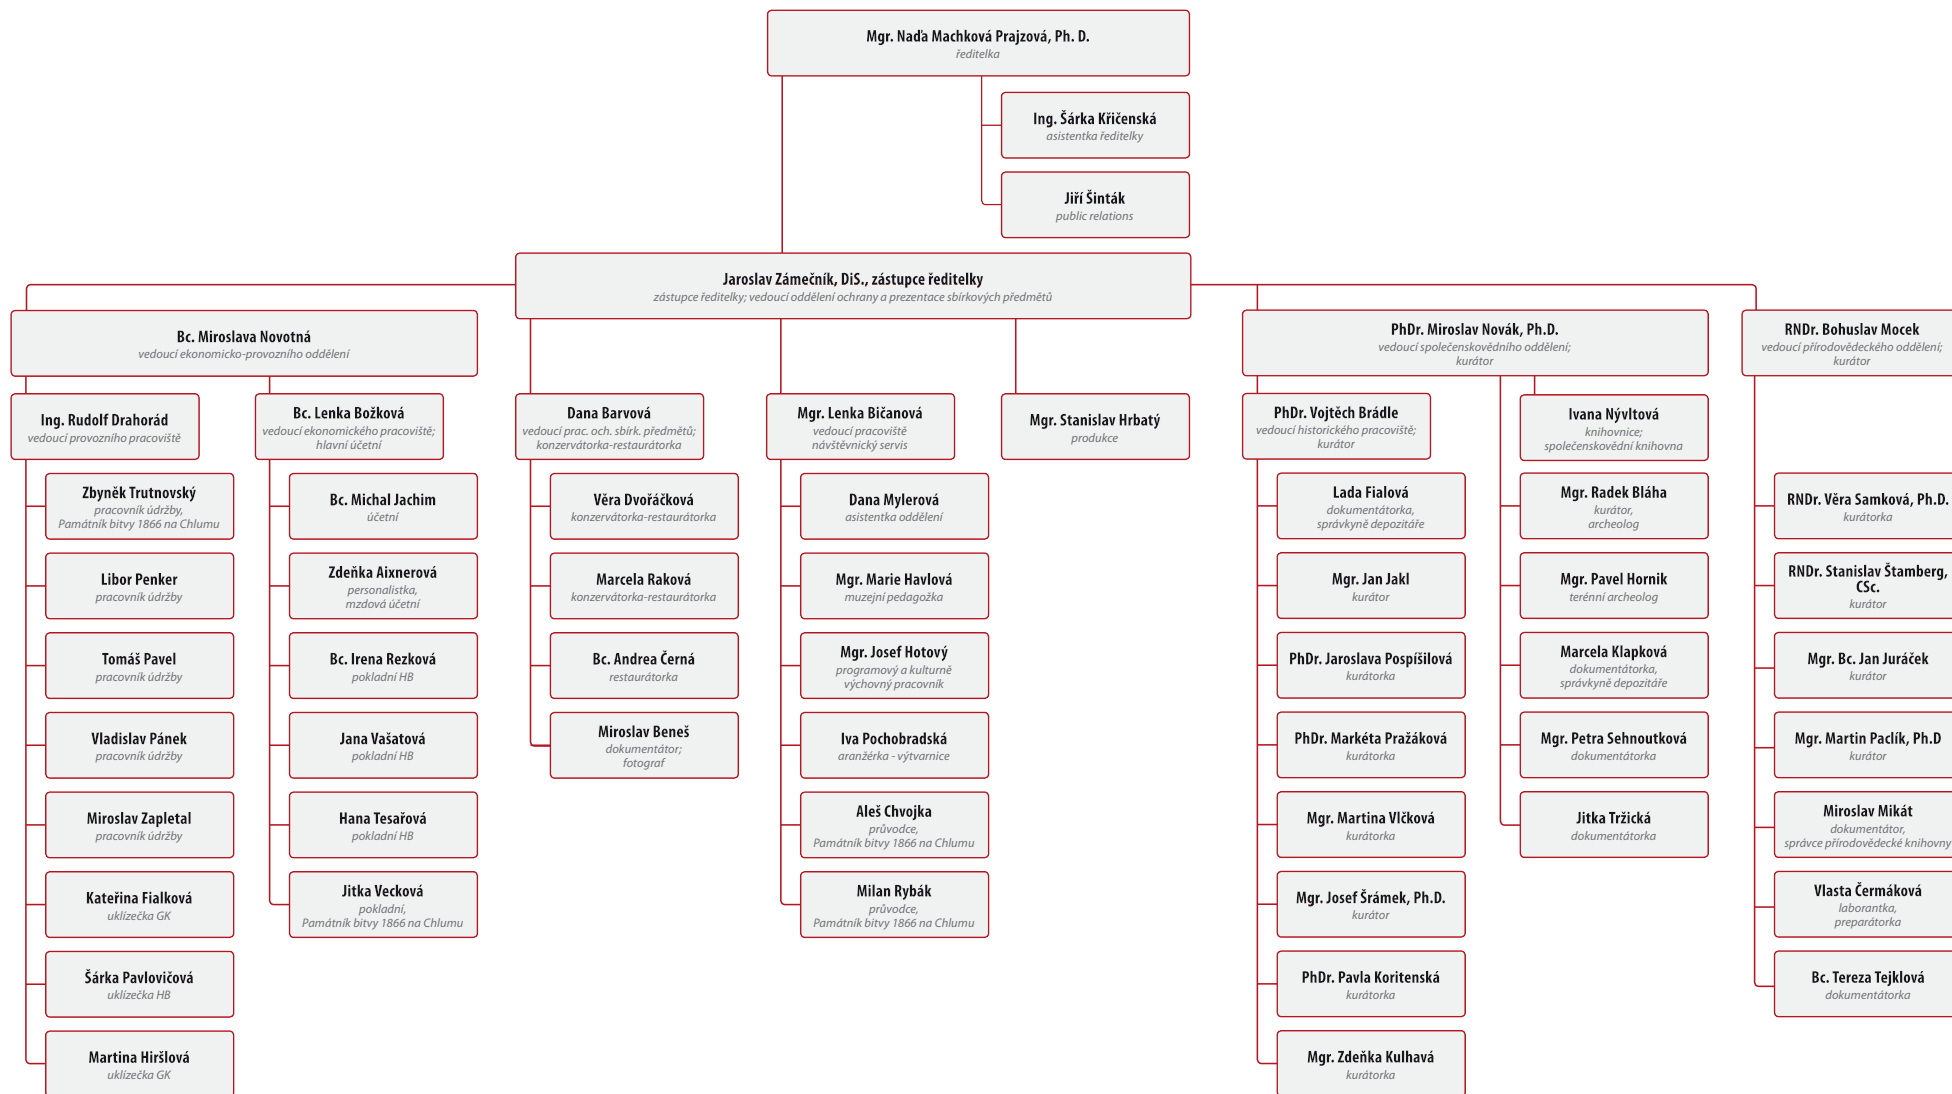 Mgr. Naďa Machková Prajzová, Ph. D.
ředitelka
Ing. Šárka Křičenská
asistentka ředitelky
Jiří Šinták
public relations
Jaroslav Zámečník, DiS., zástupce ředitelky
zástupce ředitelky; vedoucí oddělení ochrany a prezentace sbírkových předmětů
Bc. Miroslava Novotná
vedoucí ekonomicko-provozního oddělení
Ing. Rudolf Drahorád
vedoucí provozního pracoviště
Zbyněk Trutnovský
pracovník údržby,
Památník bitvy 1866 na Chlumu
Libor Penker
pracovník údržby
Tomáš Pavel
pracovník údržby
Vladislav Pánek
pracovník údržby
Miroslav Zapletal
pracovník údržby
Kateřina Fialková
uklízečka GK
Šárka Pavlovičová
uklízečka HB
Martina Hiršlová
uklízečka GK
Bc. Lenka Božková
vedoucí ekonomického pracoviště;
hlavní účetní
Bc. Michal Jachim
účetní
Zdeňka Aixnerová
personalistka,
mzdová účetní
Bc. Irena Rezková
pokladní HB
Jana Vašatová
pokladní HB
Hana Tesařová
pokladní HB
Jitka Vecková
pokladní,
Památník bitvy 1866 na Chlumu
Dana Barvová
vedoucí prac. och. sbírk. předmětů;
konzervátorka-restaurátorka
Věra Dvořáčková
konzervátorka-restaurátorka
Marcela Raková
konzervátorka-restaurátorka
Bc. Andrea Černá
restaurátorka
Miroslav Beneš
dokumentátor;
fotograf
Mgr. Lenka Bičanová
vedoucí pracoviště
návštěvnický servis
Dana Mylerová
asistentka oddělení
Mgr. Marie Havlová
muzejní pedagožka
Mgr. Josef Hotový
programový a kulturně
výchovný pracovník
Iva Pochobradská
aranžérka - výtvarnice
Aleš Chvojka
průvodce,
Památník bitvy 1866 na Chlumu
Milan Rybák
průvodce,
Památník bitvy 1866 na Chlumu
Mgr. Stanislav Hrbatý
produkce
PhDr. Miroslav Novák, Ph.D.
vedoucí společenskovědního oddělení;
kurátor
PhDr. Vojtěch Brádle
vedoucí historického pracoviště;
kurátor
Lada Fialová
dokumentátorka,
správkyně depozitáře
Mgr. Jan Jakl
kurátor
PhDr. Jaroslava Pospíšilová
kurátorka
PhDr. Markéta Pražáková
kurátorka
Mgr. Martina Vlčková
kurátorka
Mgr. Josef Šrámek, Ph.D.
kurátor
PhDr. Pavla Koritenská
kurátorka
Mgr. Zdeňka Kulhavá
kurátorka
Ivana Nývltová
knihovnice;
společenskovědní knihovna
Mgr. Radek Bláha
kurátor,
archeolog
Mgr. Pavel Hornik
terénní archeolog
Marcela Klapková
dokumentátorka,
správkyně depozitáře
Mgr. Petra Sehnoutková
dokumentátorka
Jitka Tržická
dokumentátorka
RNDr. Bohuslav Mocek
vedoucí přírodovědeckého oddělení;
kurátor
RNDr. Věra Samková, Ph.D.
kurátorka
RNDr. Stanislav Štamberg,
CSc.
kurátor
Mgr. Bc. Jan Juráček
kurátor
Mgr. Martin Paclík, Ph.D
kurátor
Miroslav Mikát
dokumentátor,
správce přírodovědecké knihovny
Vlasta Čermáková
laborantka,
preparátorka
Bc. Tereza Tejklová
dokumentátorka